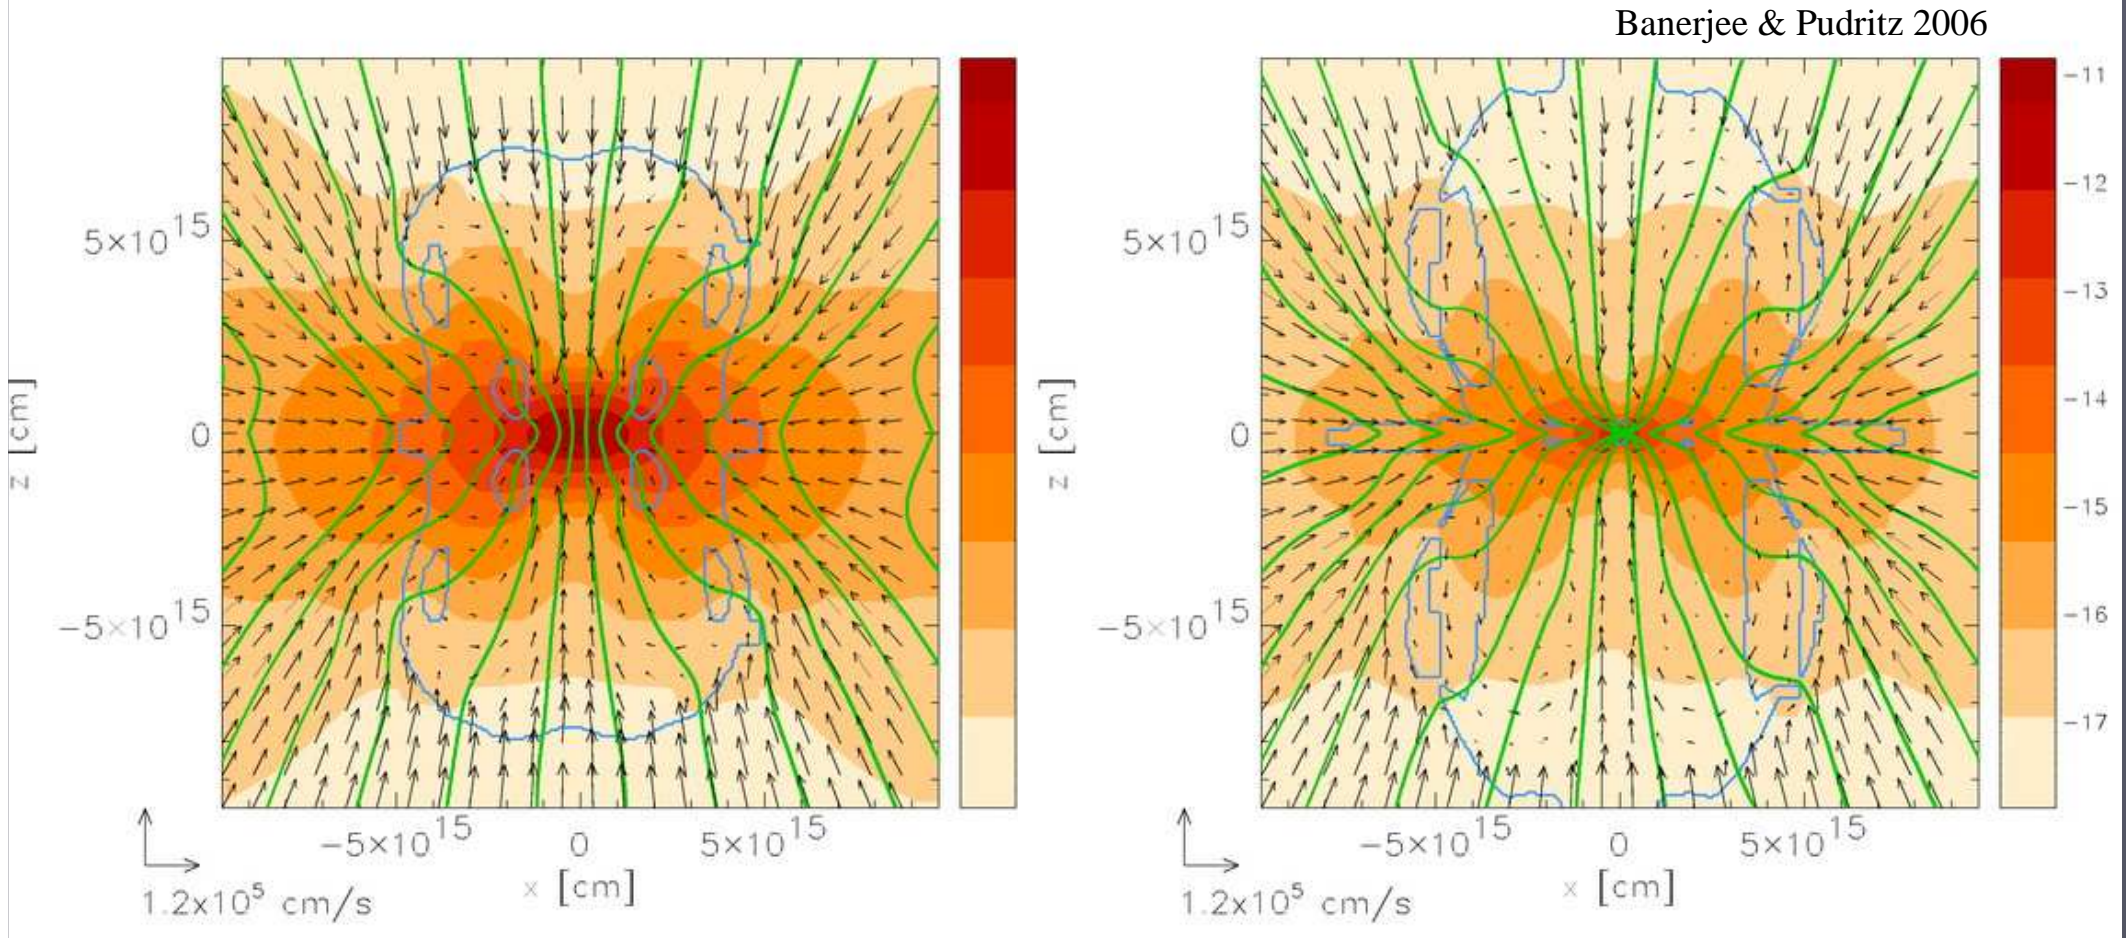 Banerjee & Pudritz 2006
z [cm]
5×10^15
0
−5×10^15
−5×10^15 0 5×10^15
x [cm]
1.2x10^5 cm/s
z [cm]
5×10^15
0
−5×10^15
−5×10^15 0 5×10^15
x [cm]
1.2x10^5 cm/s
−11
−12
−13
−14
−15
−16
−17